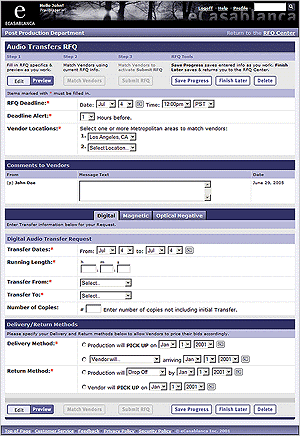 e
ECASABLANCA
Hello John!
eCasablanca
Logout · Help · Profile
Post Production Department
Return to the RFQ Center
Audio Transfers RFQ
Step 1
Step 2
Step 3
RFQ Tools
Fill in RFQ specifics & preview as you work.
Match Vendors using current RFQ info.
Match Vendors to activate Submit RFQ
Save Progress saves entered info as you work. Finish Later saves & returns you to the RFQ Center.
Edit Preview
Match Vendors
Submit RFQ
Save Progress
Finish Later
Delete
Items marked with * must be filled in.
RFQ Deadline:* Date: Jul 4 Time: 12:00pm PST
Deadline Alert:* 1 Hours before.
Vendor Locations:* Select one or more Metropolitan areas to match vendors:
1- Los Angeles, CA
2- Select Location..
Comments to Vendors
From
Message Text
Date
John Doe
June 29, 2005
Digital Magnetic Optical Negative
Enter Transfer information below for your Request.
Digital Audio Transfer Request
Transfer Dates:* From: Jul 4 to: Jul 4
Running Length:* h m s
Transfer From:* Select..
Transfer To:* Select..
Number of Copies: # Enter number of copies not including initial Transfer.
Delivery/Return Methods
Please specify your Delivery and Return methods below to allow Vendors to price their bids accordingly.
Delivery Method:* Production will PICK UP on Jan 1 2001
Vendor will.. arriving Jan 1 2001
Return Method:* Production will Drop Off by Jan 1 2001
Vendor will PICK UP on Jan 1 2001
Edit Preview
Match Vendors
Submit RFQ
Save Progress
Finish Later
Delete
Top of Page Customer Service Feedback Privacy Policy Security Policy © eCasablanca Inc. 2001